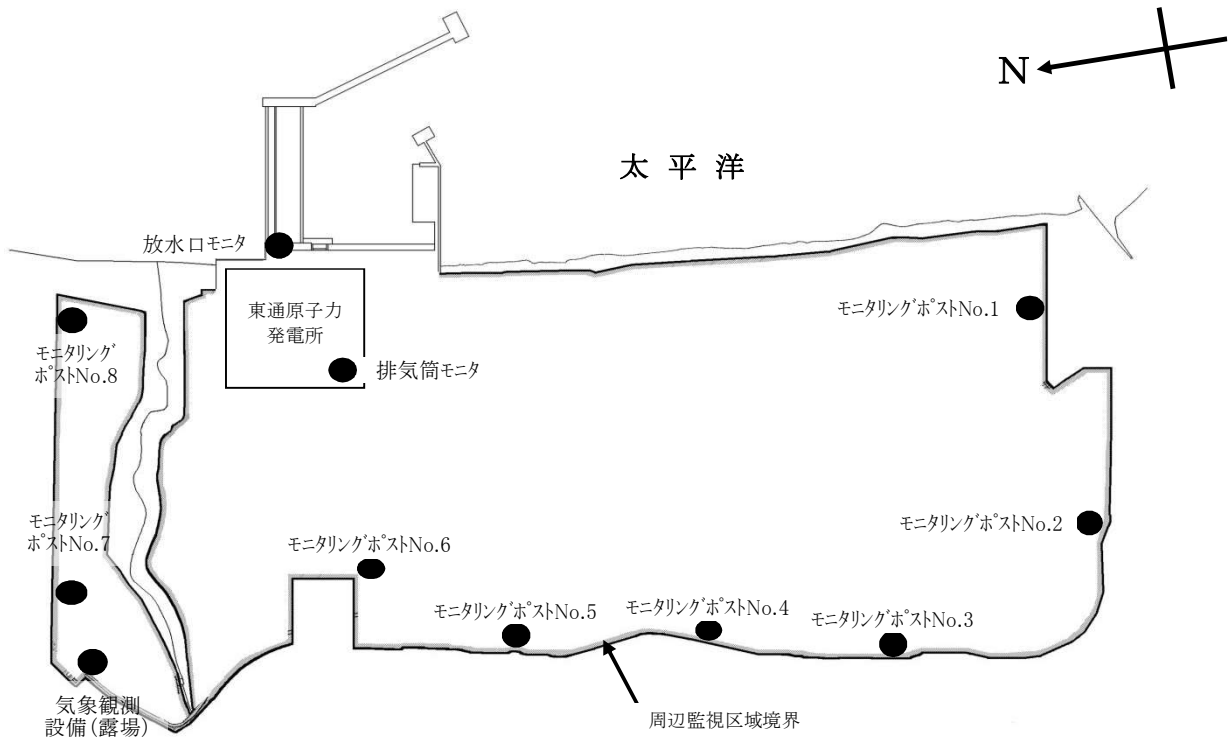 N
太平洋
放水口モニタ
東通原子力
発電所
モニタリングポストNo.1
モニタリング
ポストNo.8
排気筒モニタ
モニタリング
ポストNo.7
モニタリングポストNo.2
モニタリングポストNo.6
モニタリングポストNo.5
モニタリングポストNo.4
モニタリングポストNo.3
気象観測
設備(露場)
周辺監視区域境界